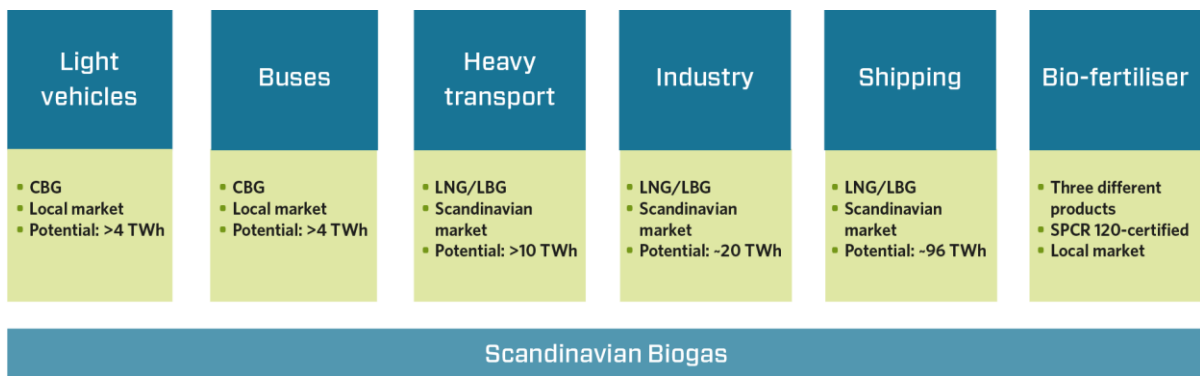 Light
vehicles
▪ CBG
▪ Local market
▪ Potential: >4 TWh
Buses
▪ CBG
▪ Local market
▪ Potential: >4 TWh
Heavy
transport
▪ LNG/LBG
▪ Scandinavian
market
▪ Potential: >10 TWh
Industry
▪ LNG/LBG
▪ Scandinavian
market
▪ Potential: ~20 TWh
Shipping
▪ LNG/LBG
▪ Scandinavian
market
▪ Potential: ~96 TWh
Bio-fertiliser
▪ Three different
products
▪ SPCR 120-certified
▪ Local market
Scandinavian Biogas